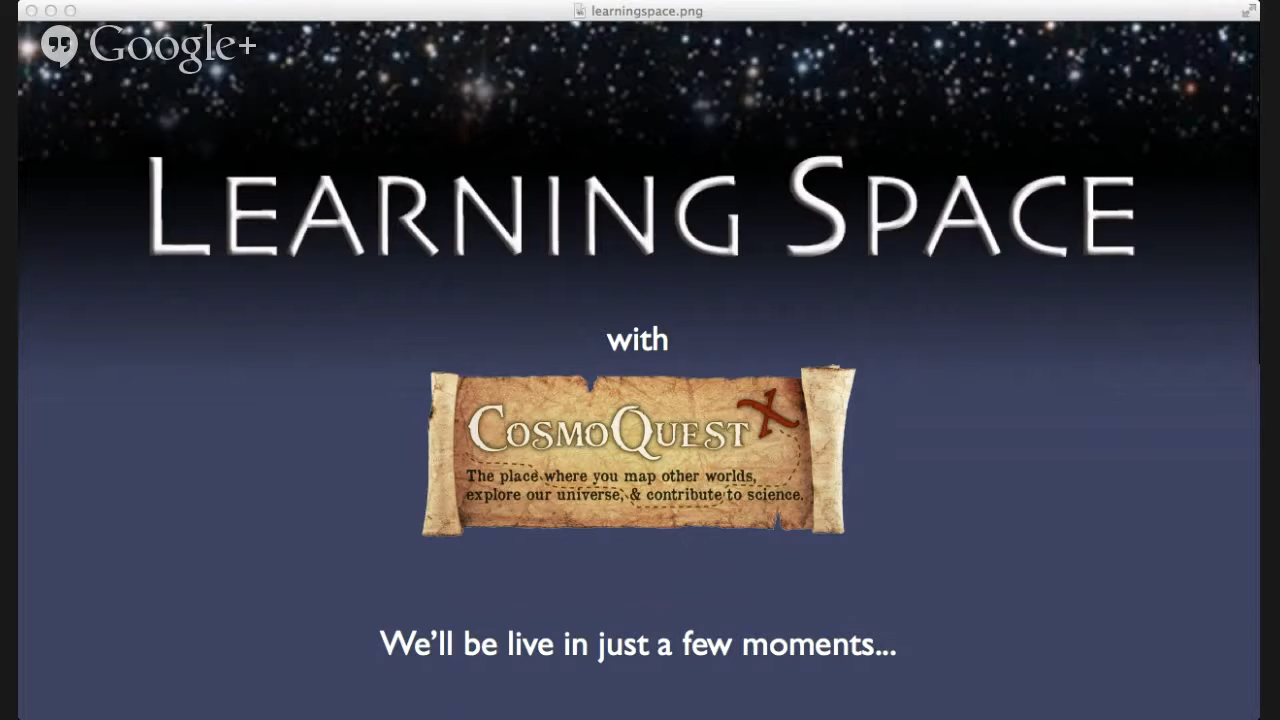 learningspace.png
Google+
LEARNING SPACE
with
COSMOQUEST
The place where you map other worlds,
explore our universe, & contribute to science.
We'll be live in just a few moments...